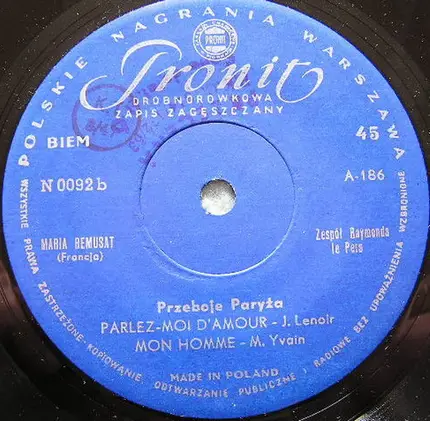 POLSKIE NAGRANIA WARSZAWA
PRONIT
Pronit
DROBNOROWKOWA
ZAPIS ZAGĘSZCZANY
BIEM
45
N 0092 b
A-186
MARIA REMUSAT
(Francja)
Zespół Raymonda
le Pers
Przeboje Paryża
PARLEZ-MOI D'AMOUR - J. Lenoir
MON HOMME - M. Yvain
MADE IN POLAND
WSZYSTKIE PRAWA ZASTRZEŻONE KOPIOWANIE ODTWARZANIE PUBLICZNE I RADIOWE BEZ UPOWAŻNIENIA WZBRONIONE